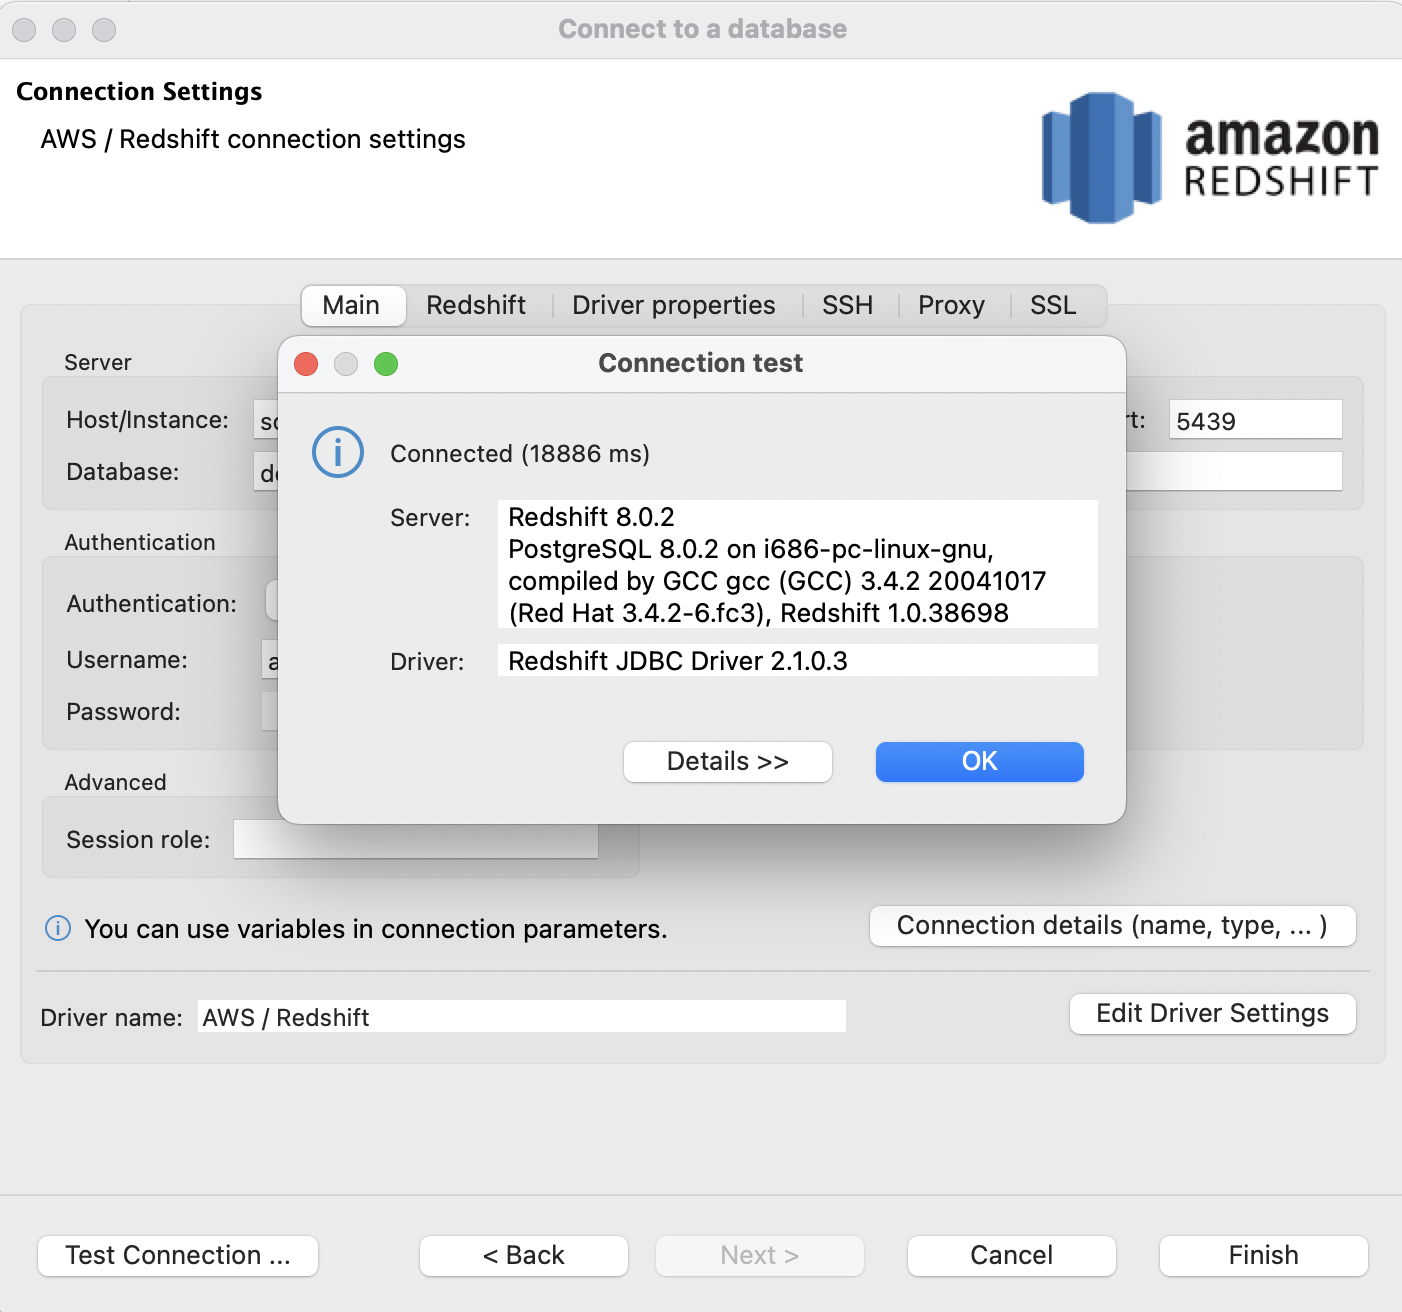 Connect to a database
Connection Settings
AWS / Redshift connection settings
amazon
REDSHIFT
Main Redshift Driver properties SSH Proxy SSL
Server
Host/Instance:
5439
Database:
Authentication
Authentication:
Username:
Password:
Advanced
Session role:
Connection test
Connected (18886 ms)
Server: Redshift 8.0.2
PostgreSQL 8.0.2 on i686-pc-linux-gnu,
compiled by GCC gcc (GCC) 3.4.2 20041017
(Red Hat 3.4.2-6.fc3), Redshift 1.0.38698
Driver: Redshift JDBC Driver 2.1.0.3
Details >> OK
You can use variables in connection parameters.
Connection details (name, type, ... )
Driver name: AWS / Redshift
Edit Driver Settings
Test Connection ... < Back Next > Cancel Finish